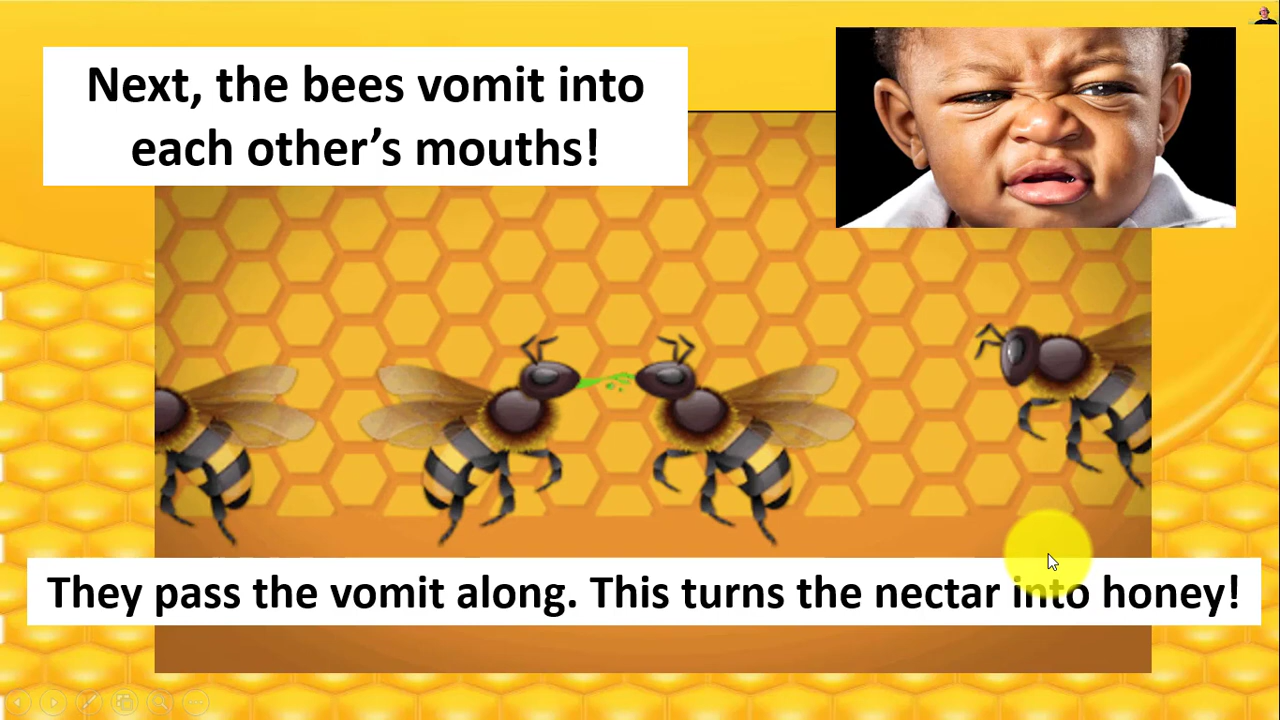 Next, the bees vomit into
each other’s mouths!
They pass the vomit along. This turns the nectar into honey!